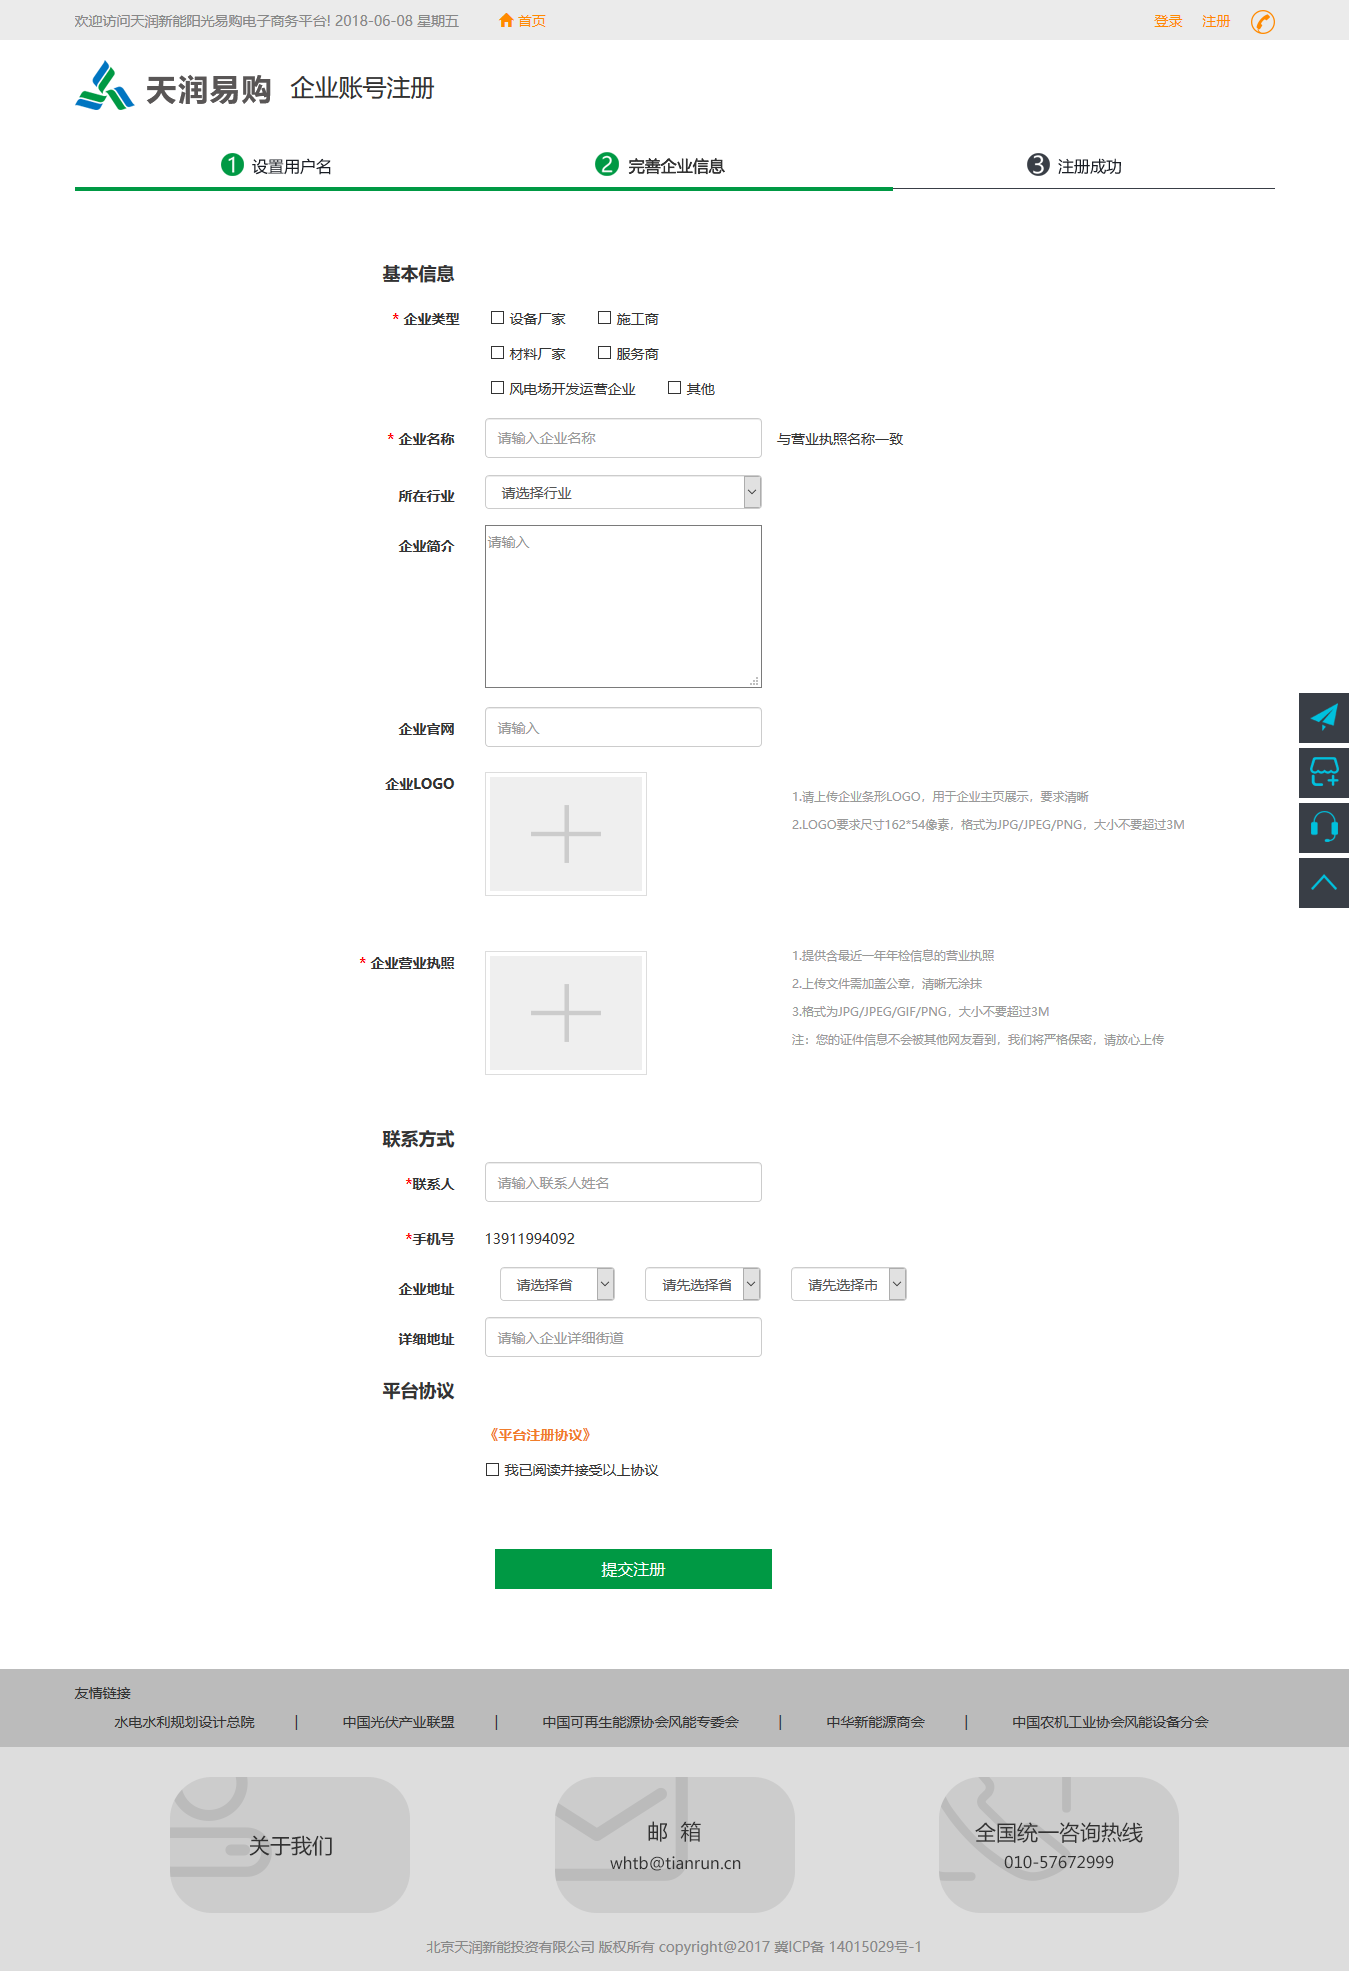 欢迎访问天润新能阳光易购电子商务平台! 2018-06-08 星期五 首页 登录 注册
天润易购 企业账号注册
1 设置用户名 2 完善企业信息 3 注册成功
基本信息
* 企业类型 设备厂家 施工商
材料厂家 服务商
风电场开发运营企业 其他
* 企业名称 请输入企业名称 与营业执照名称一致
所在行业 请选择行业
企业简介 请输入
企业官网 请输入
企业LOGO
1.请上传企业条形LOGO，用于企业主页展示，要求清晰
2.LOGO要求尺寸162*54像素，格式为JPG/JPEG/PNG，大小不要超过3M
* 企业营业执照
1.提供含最近一年年检信息的营业执照
2.上传文件需加盖公章，清晰无涂抹
3.格式为JPG/JPEG/GIF/PNG，大小不要超过3M
注：您的证件信息不会被其他网友看到，我们将严格保密，请放心上传
联系方式
*联系人 请输入联系人姓名
*手机号 13911994092
企业地址 请选择省 请先选择省 请先选择市
详细地址 请输入企业详细街道
平台协议
《平台注册协议》
我已阅读并接受以上协议
提交注册
友情链接
水电水利规划设计总院 | 中国光伏产业联盟 | 中国可再生能源协会风能专委会 | 中华新能源商会 | 中国农机工业协会风能设备分会
关于我们
邮 箱
whtb@tianrun.cn
全国统一咨询热线
010-57672999
北京天润新能投资有限公司 版权所有 copyright@2017 冀ICP备 14015029号-1